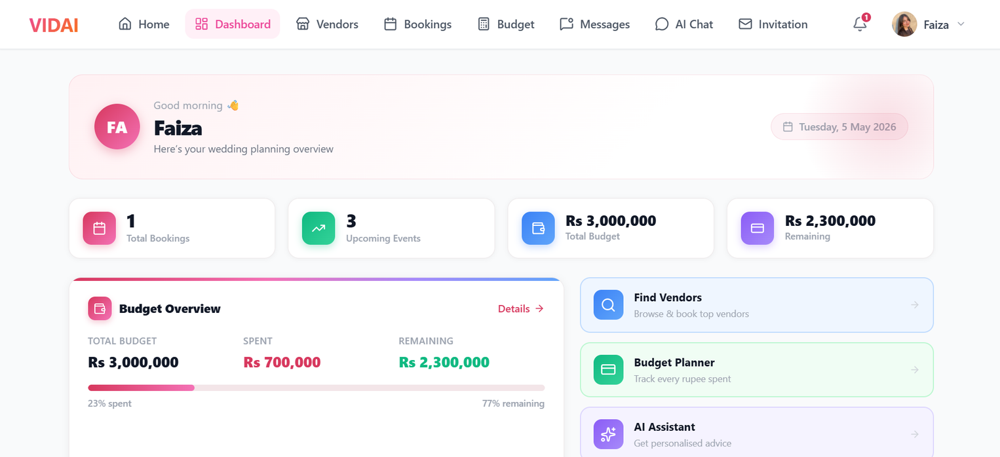 VIDAI
Home
Dashboard
Vendors
Bookings
Budget
Messages
AI Chat
Invitation
1
Faiza
Good morning 👋
FA
Faiza
Here's your wedding planning overview
Tuesday, 5 May 2026
1
Total Bookings
3
Upcoming Events
Rs 3,000,000
Total Budget
Rs 2,300,000
Remaining
Budget Overview
Details →
TOTAL BUDGET
SPENT
REMAINING
Rs 3,000,000
Rs 700,000
Rs 2,300,000
23% spent
77% remaining
Find Vendors
Browse & book top vendors
Budget Planner
Track every rupee spent
AI Assistant
Get personalised advice